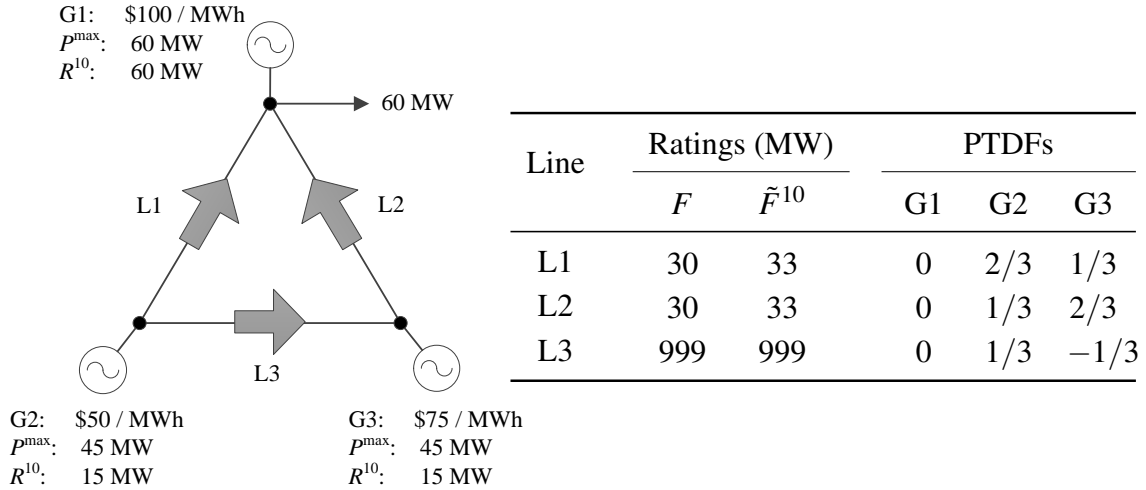 G1: $100 / MWh
P^max: 60 MW
R^10: 60 MW
60 MW
L1
L2
L3
G2: $50 / MWh
P^max: 45 MW
R^10: 15 MW
G3: $75 / MWh
P^max: 45 MW
R^10: 15 MW
Line Ratings (MW) PTDFs
F F̃^10 G1 G2 G3
L1 30 33 0 2/3 1/3
L2 30 33 0 1/3 2/3
L3 999 999 0 1/3 −1/3